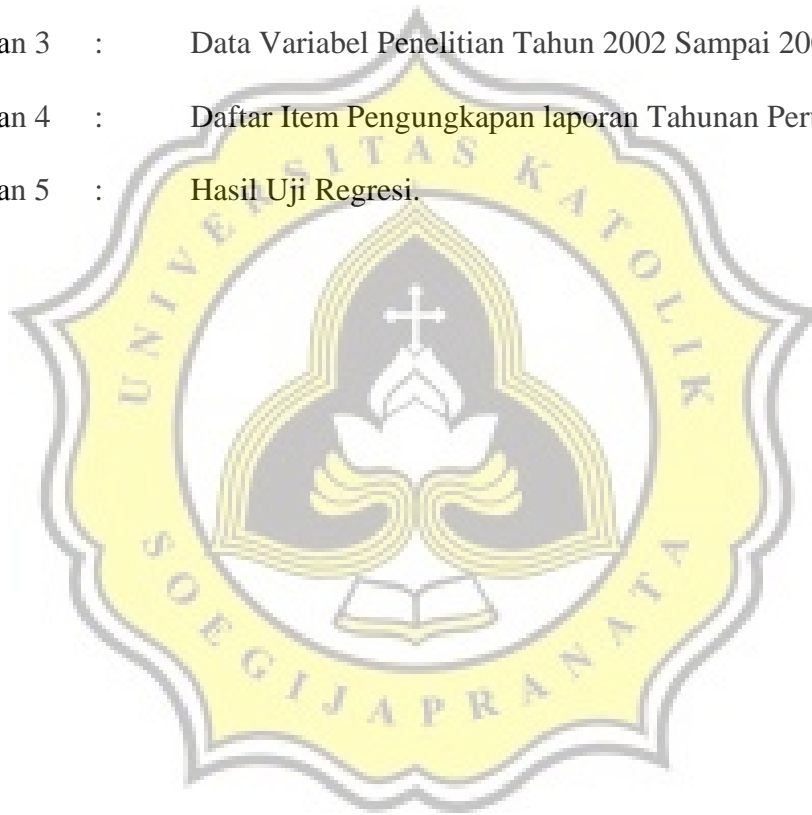 an 3 : Data Variabel Penelitian Tahun 2002 Sampai 200
an 4 : Daftar Item Pengungkapan laporan Tahunan Per
an 5 : Hasil Uji Regresi.
UNIVERSITAS KATOLIK
SOEGIJAPRANATA